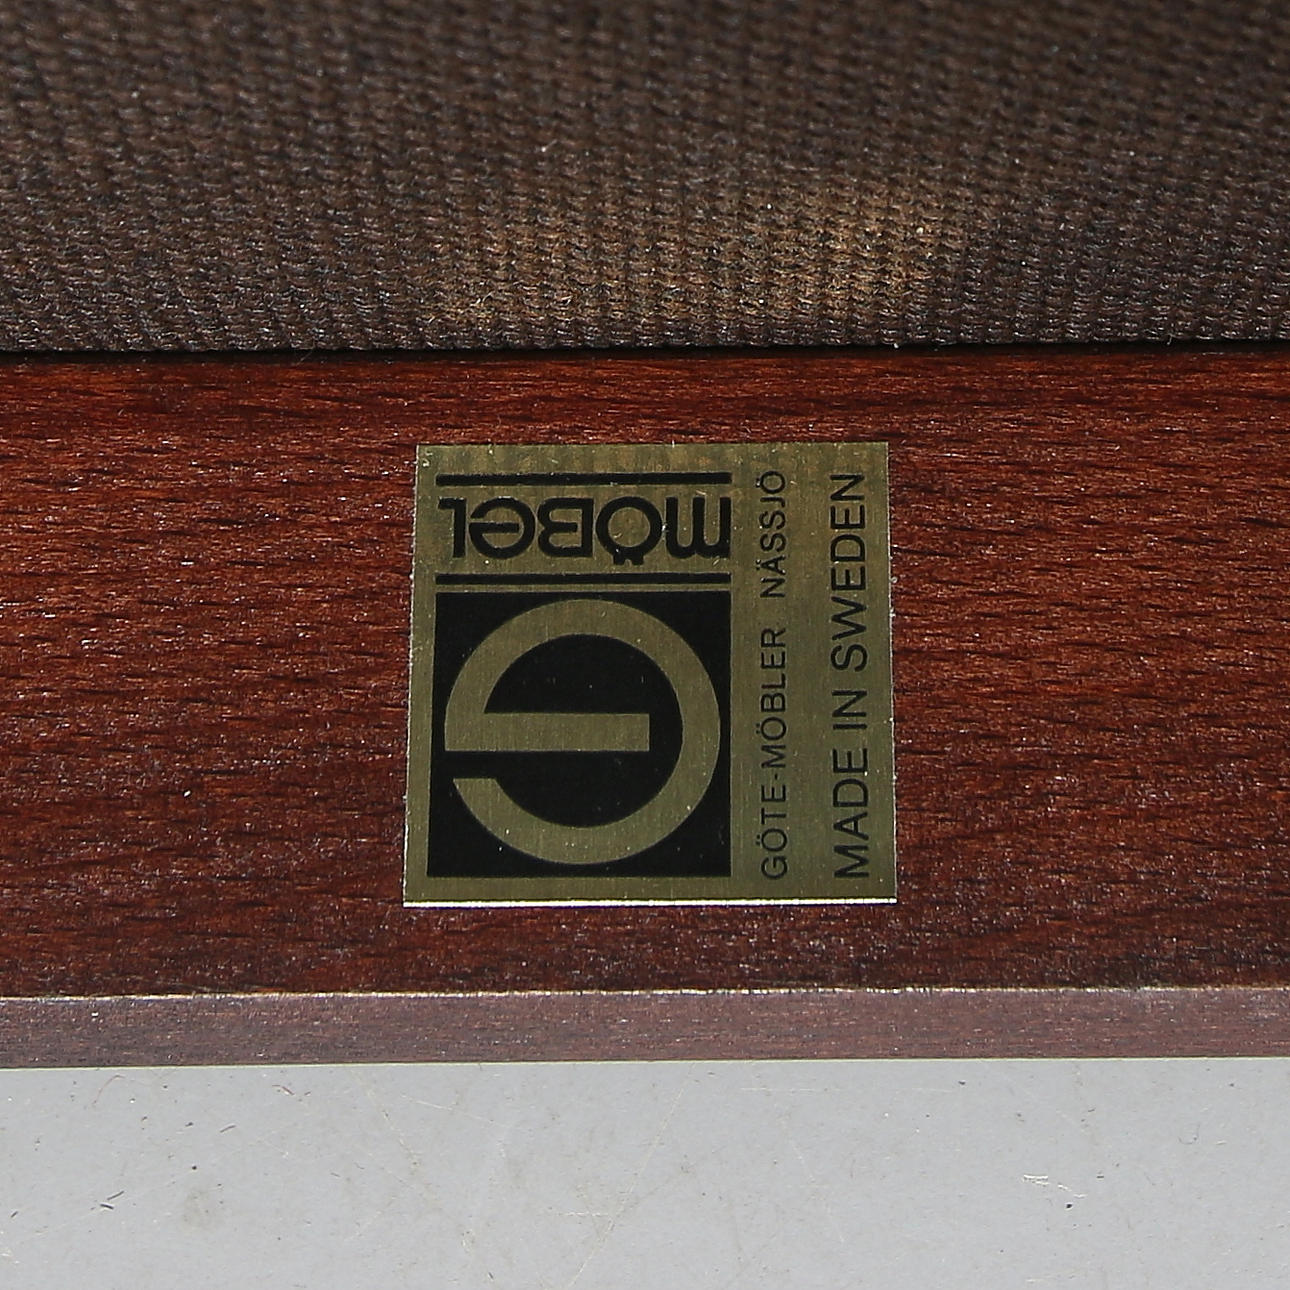 MÖBEL
G
GÖTE-MÖBLER NÄSSJÖ
MADE IN SWEDEN